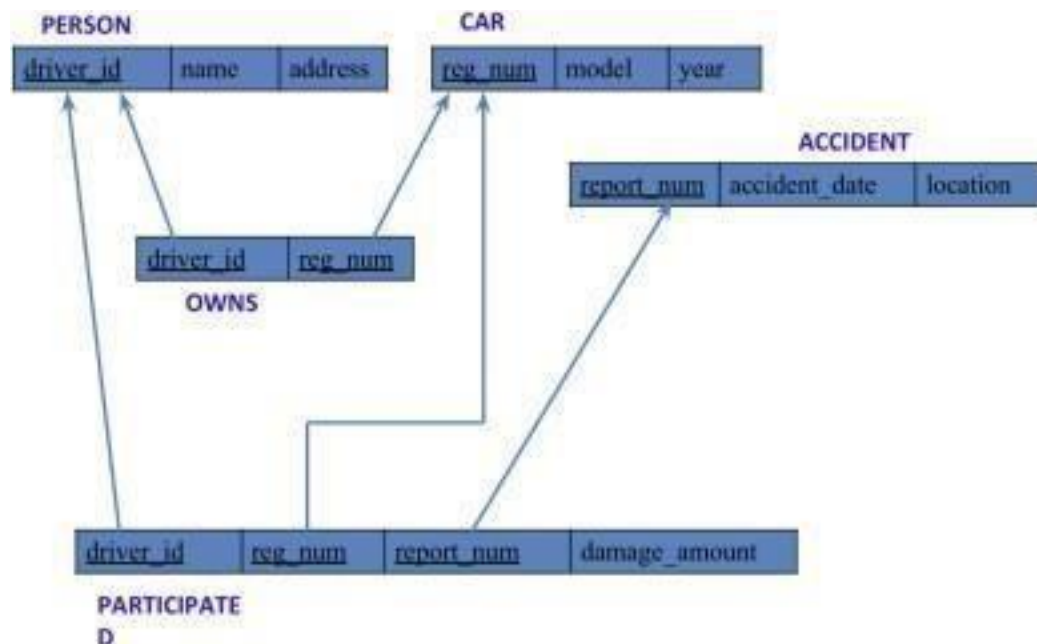 PERSON
driver_id name address
CAR
reg_num model year
ACCIDENT
report_num accident_date location
driver_id reg_num
OWNS
driver_id reg_num report_num damage_amount
PARTICIPATE
D